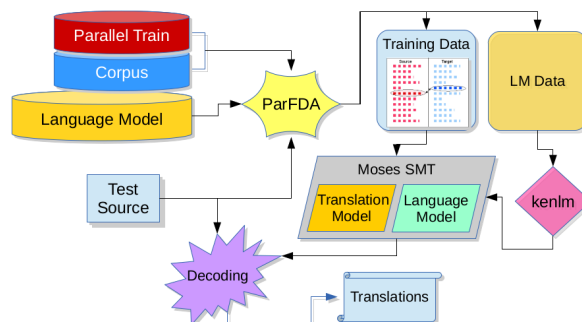 Parallel Train
Corpus
Language Model
ParFDA
Training Data
Source Target
LM Data
Test
Source
Moses SMT
Translation
Model
Language
Model
kenlm
Decoding
Translations